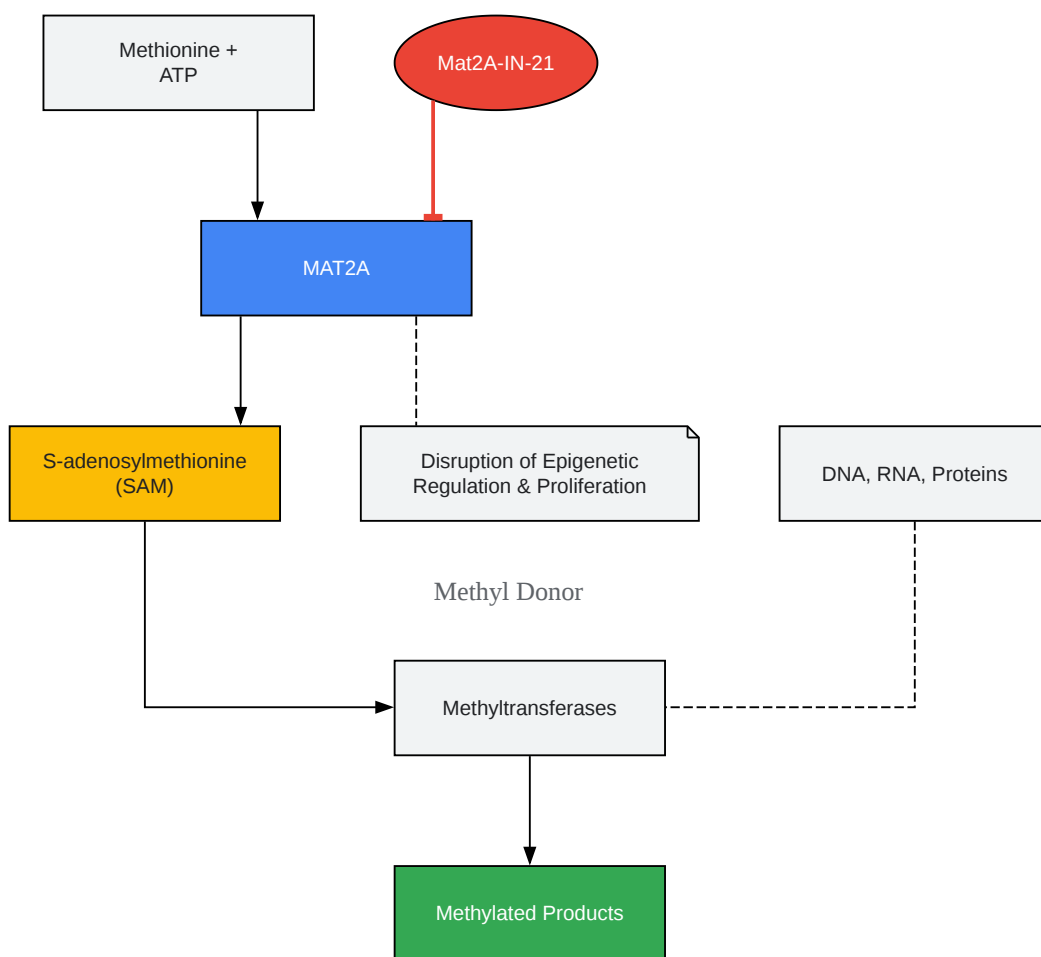 Methionine +
ATP
Mat2A-IN-21
MAT2A
S-adenosylmethionine
(SAM)
Disruption of Epigenetic
Regulation & Proliferation
DNA, RNA, Proteins
Methyl Donor
Methyltransferases
Methylated Products